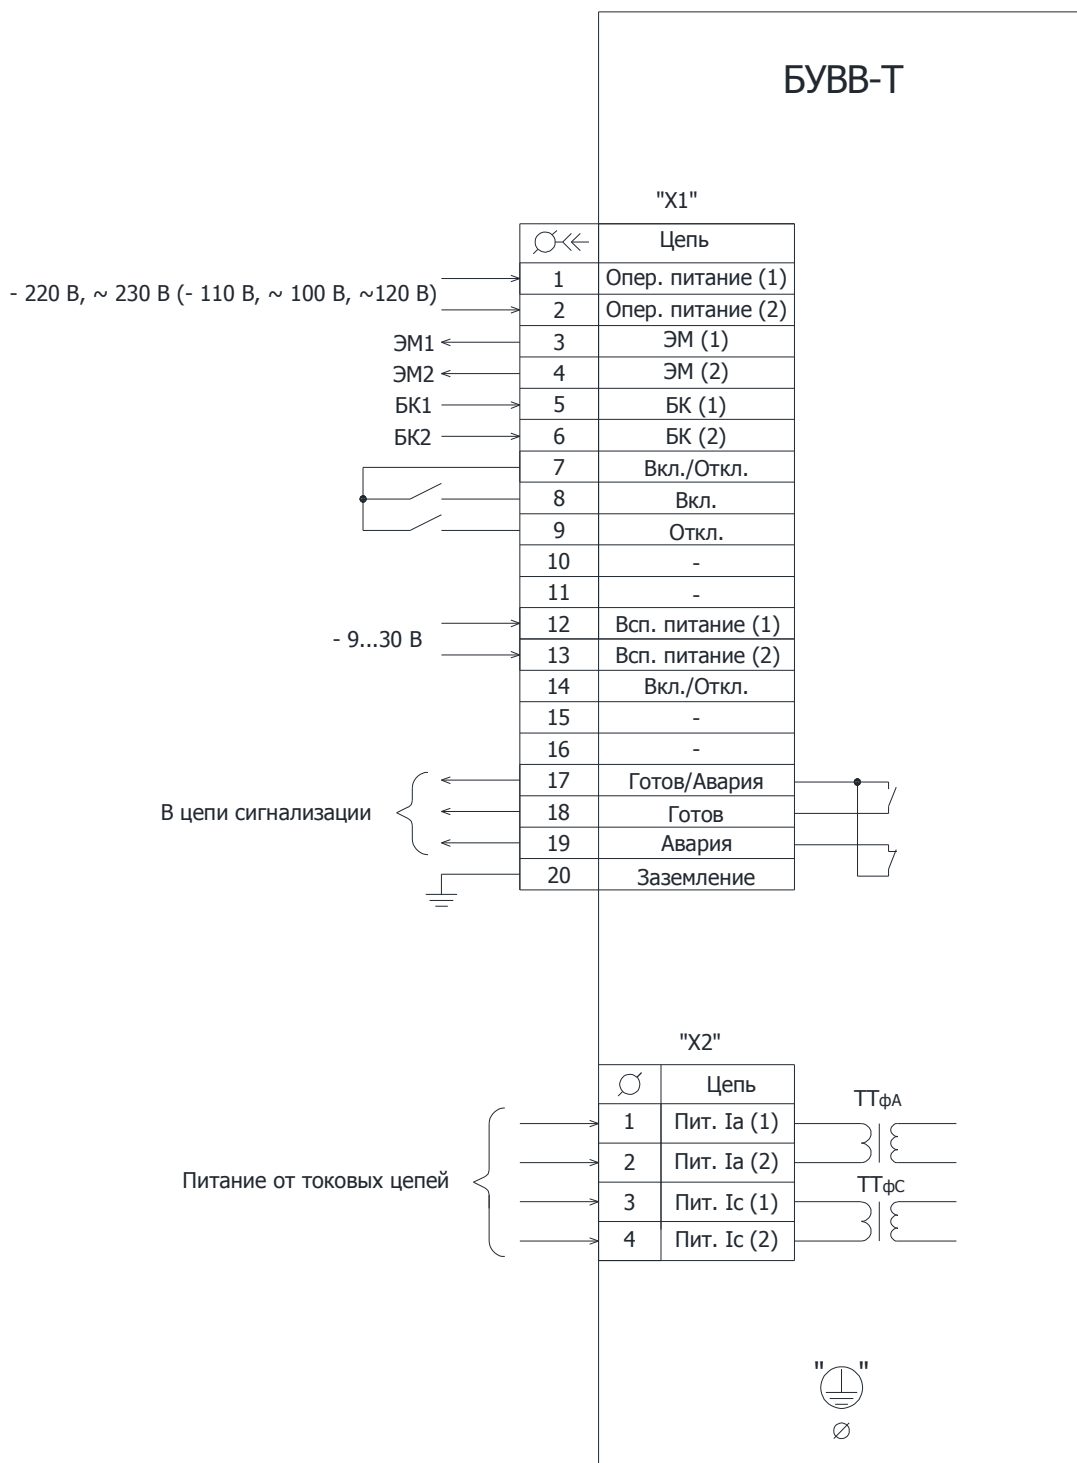 БУВВ-Т
"X1"
Цепь
- 220 В, ~ 230 В (- 110 В, ~ 100 В, ~120 В)
1 Опер. питание (1)
2 Опер. питание (2)
ЭМ1 3 ЭМ (1)
ЭМ2 4 ЭМ (2)
БК1 5 БК (1)
БК2 6 БК (2)
7 Вкл./Откл.
8 Вкл.
9 Откл.
10 -
11 -
- 9...30 В
12 Всп. питание (1)
13 Всп. питание (2)
14 Вкл./Откл.
15 -
16 -
В цепи сигнализации
17 Готов/Авария
18 Готов
19 Авария
20 Заземление
"X2"
Цепь
ТТфА
Питание от токовых цепей
1 Пит. Ia (1)
2 Пит. Ia (2)
ТТфС
3 Пит. Ic (1)
4 Пит. Ic (2)
" "